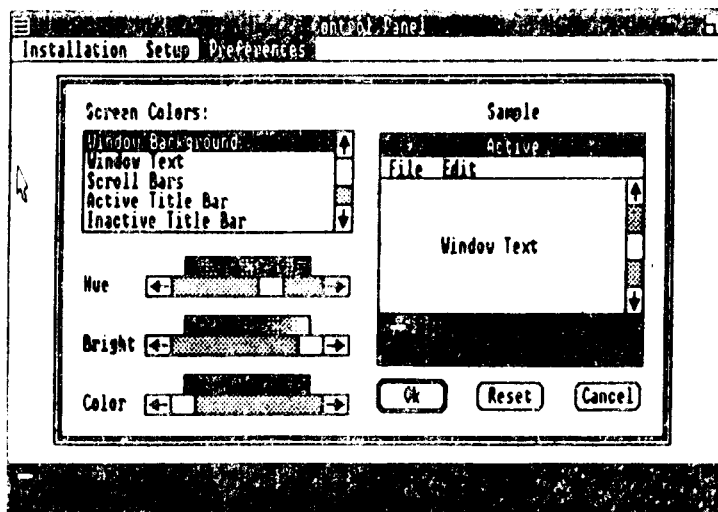 Control Panel
Installation Setup Preferences
Screen Colors:
Window Background
Window Text
Scroll Bars
Active Title Bar
Inactive Title Bar
Hue
Bright
Color
Sample
Active
File Edit
Window Text
Ok Reset Cancel